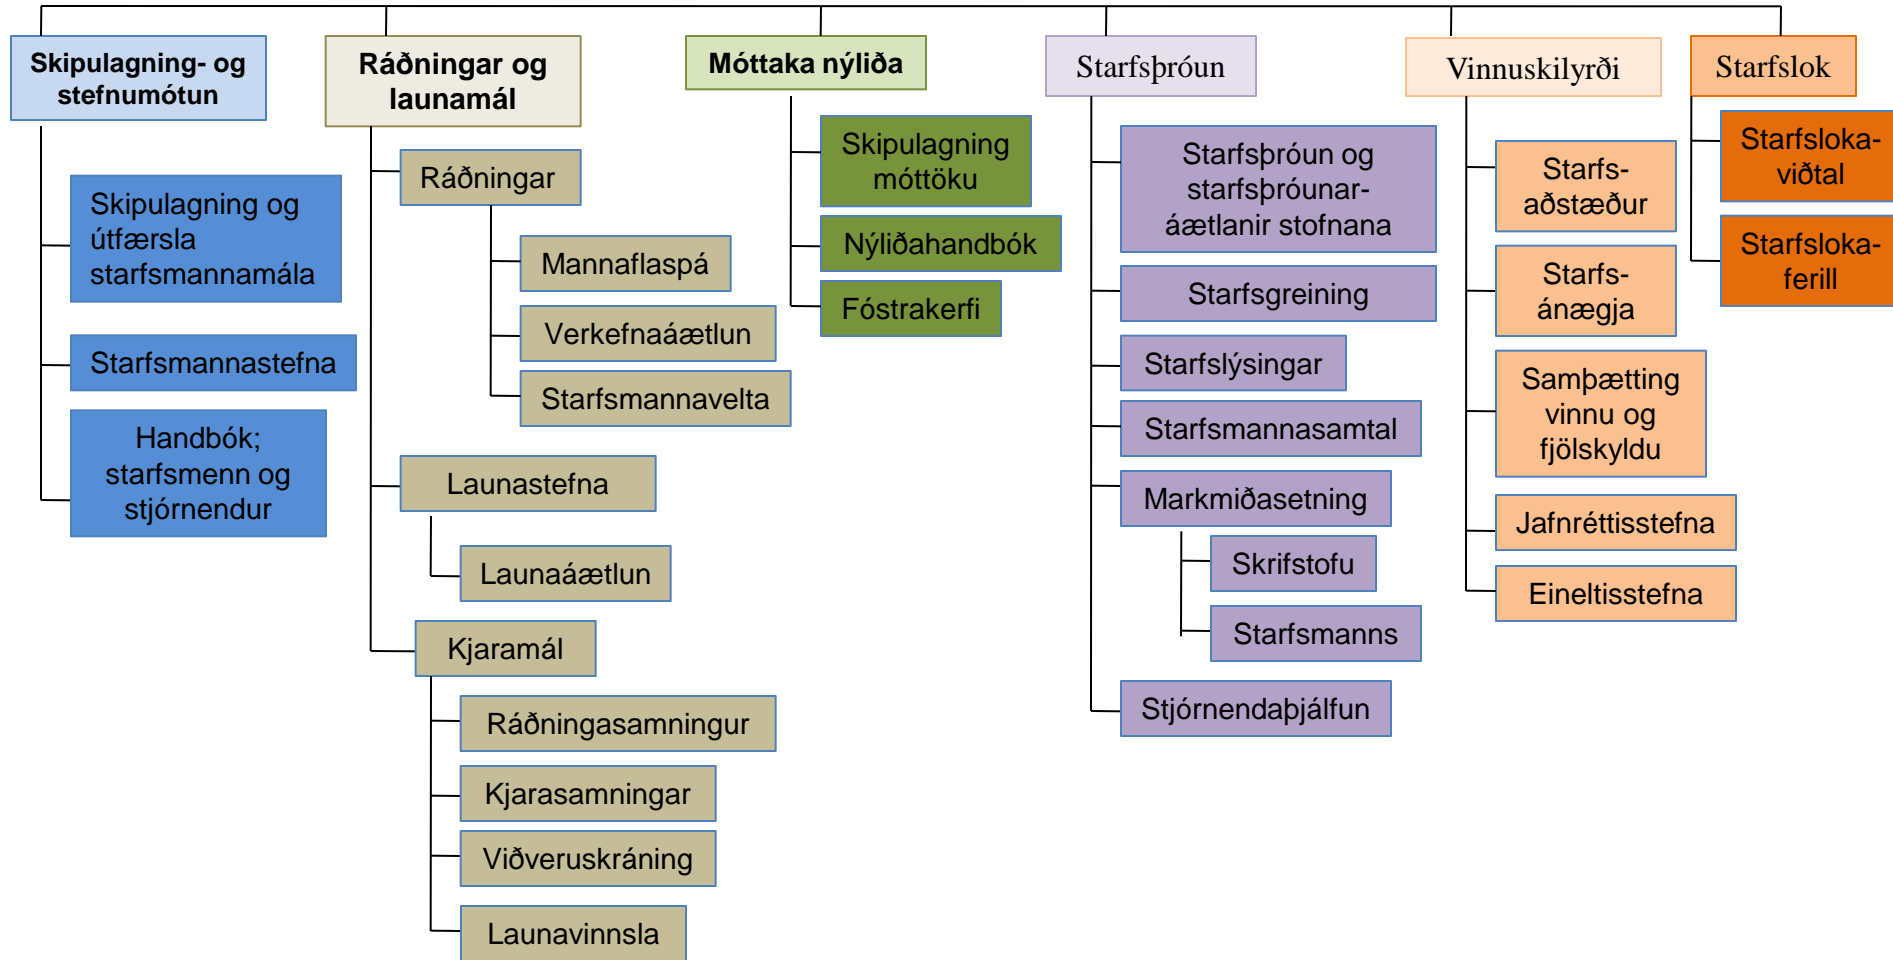 Skipulagning- og
stefnumótun
Skipulagning og
útfærsla
starfsmannamála
Starfsmannastefna
Handbók;
starfsmenn og
stjórnendur
Ráðningar og
launamál
Ráðningar
Mannaflaspá
Verkefnaáætlun
Starfsmannavelta
Launastefna
Launaáætlun
Kjaramál
Ráðningasamningur
Kjarasamningar
Viðveruskráning
Launavinnsla
Móttaka nýliða
Skipulagning
móttöku
Nýliðahandbók
Fóstrakerfi
Starfsþróun
Starfsþróun og
starfsþróunar-
áætlanir stofnana
Starfsgreining
Starfslýsingar
Starfsmannasamtal
Markmiðasetning
Skrifstofu
Starfsmanns
Stjórnendaþjálfun
Vinnuskilyrði
Starfs-
aðstæður
Starfs-
ánægja
Samþætting
vinnu og
fjölskyldu
Jafnréttisstefna
Eineltisstefna
Starfslok
Starfsloka-
viðtal
Starfsloka-
ferill